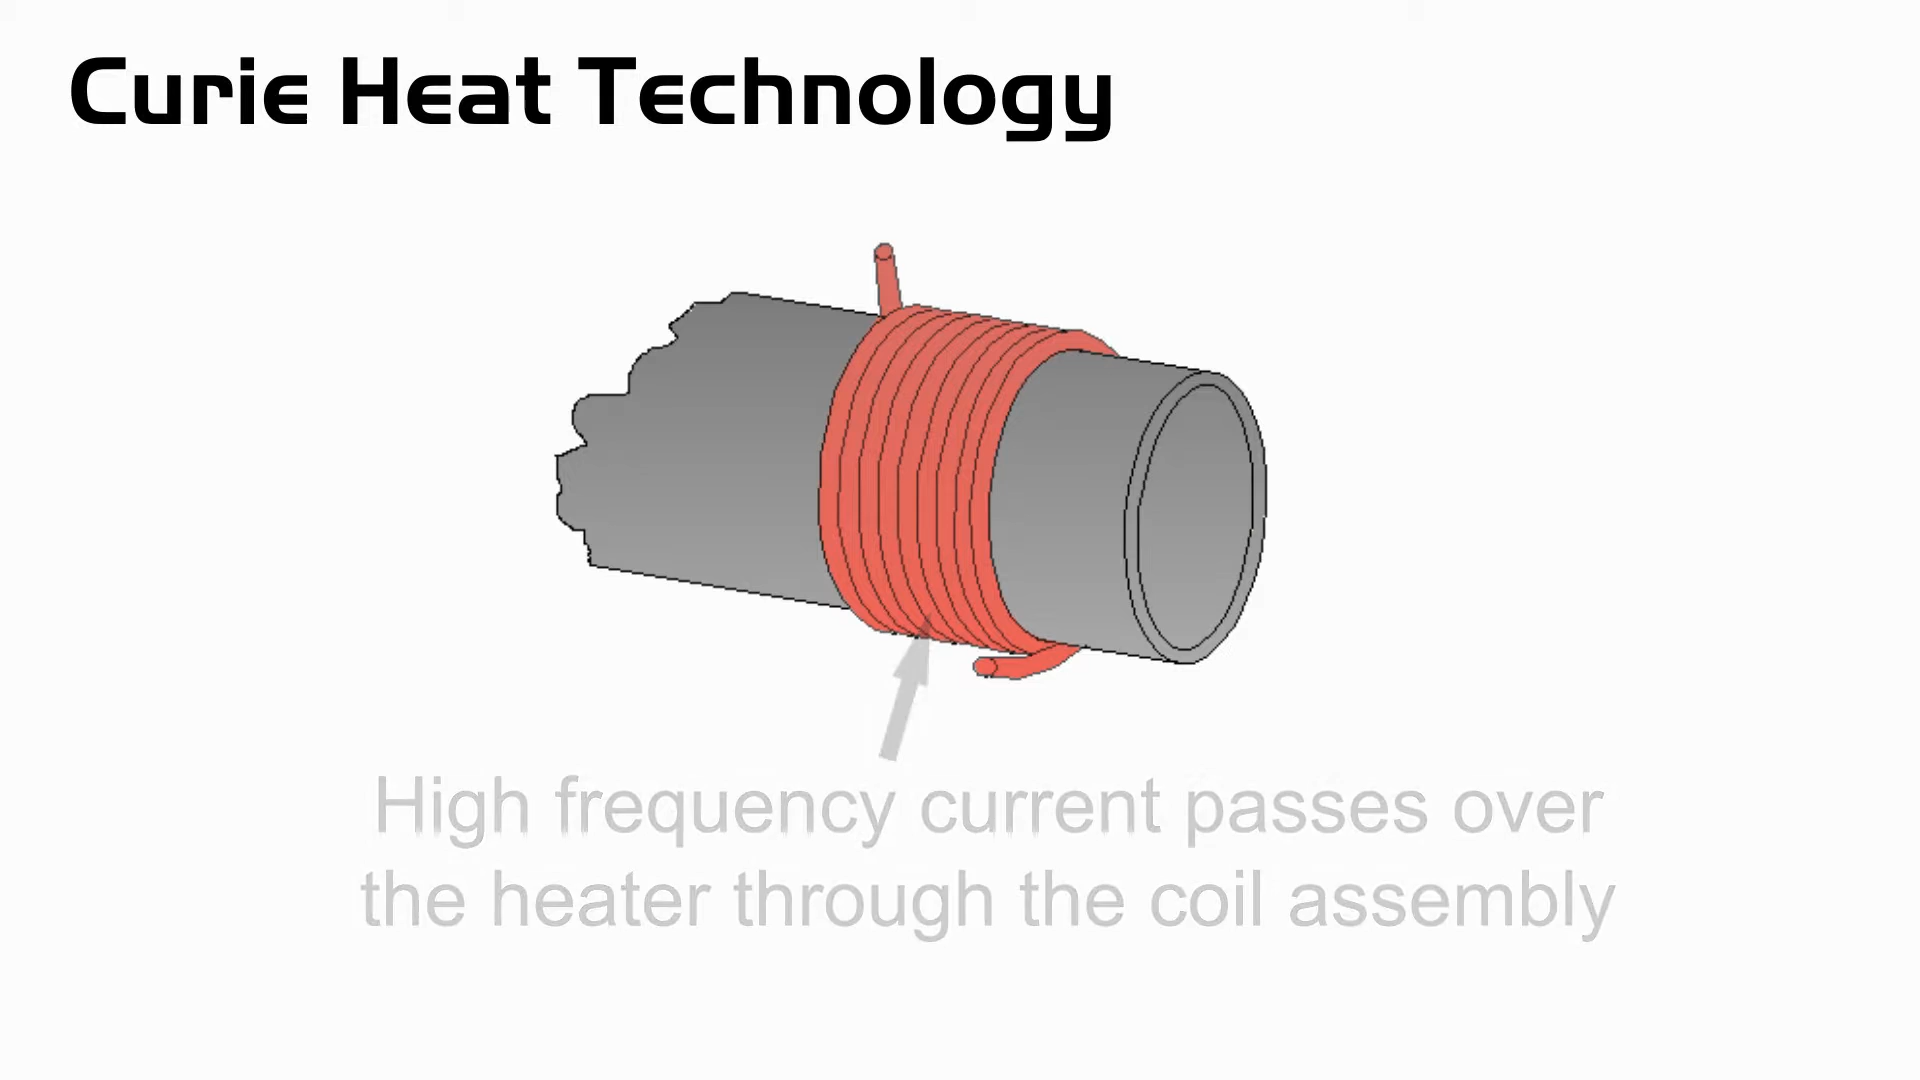 Curie Heat Technology
High frequency current passes over
the heater through the coil assembly